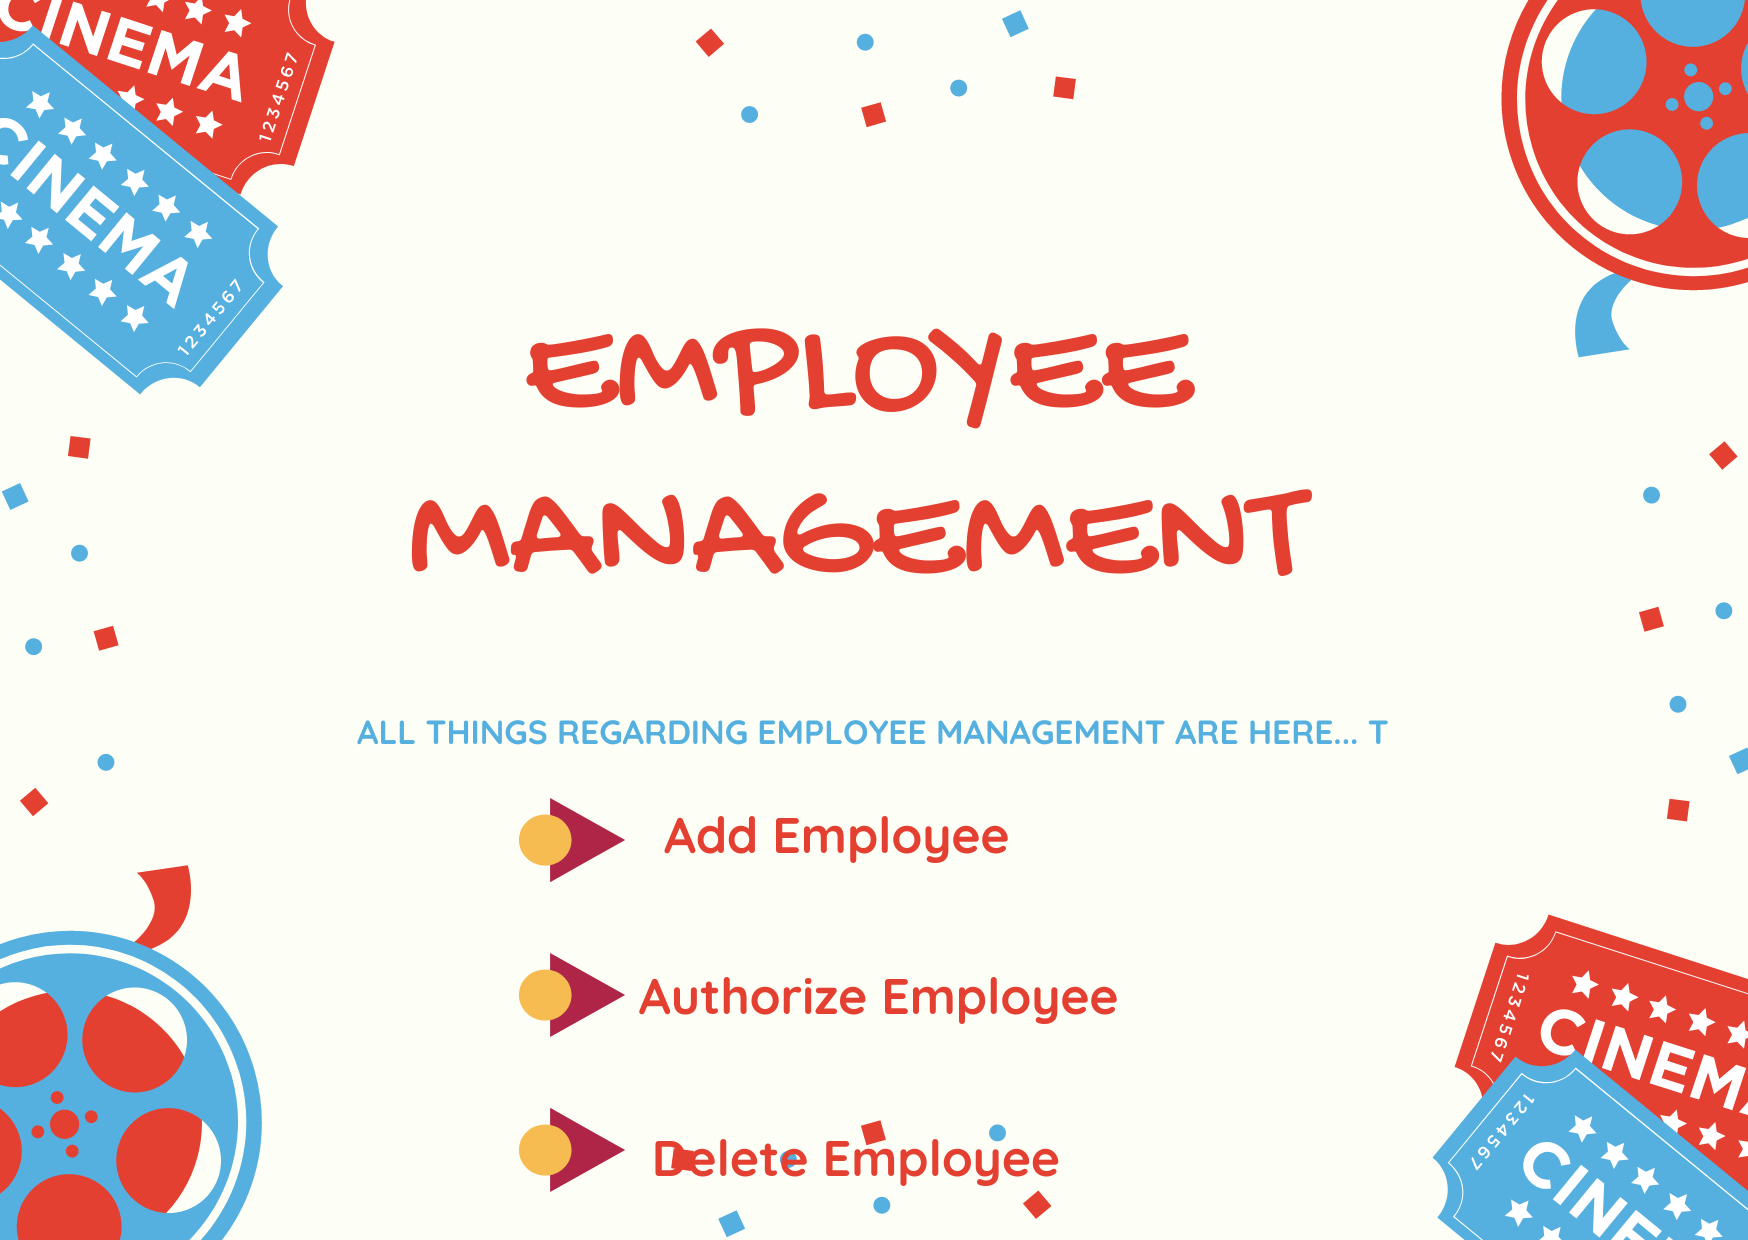 CINEMA
1234567
CINEMA
1234567
EMPLOYEE
MANAGEMENT
ALL THINGS REGARDING EMPLOYEE MANAGEMENT ARE HERE... T
Add Employee
Authorize Employee
Delete Employee
1234567
CINEMA
1234567
CINE